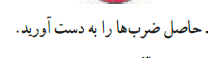 . حاصل ضرب‌ها را به دست آورید.